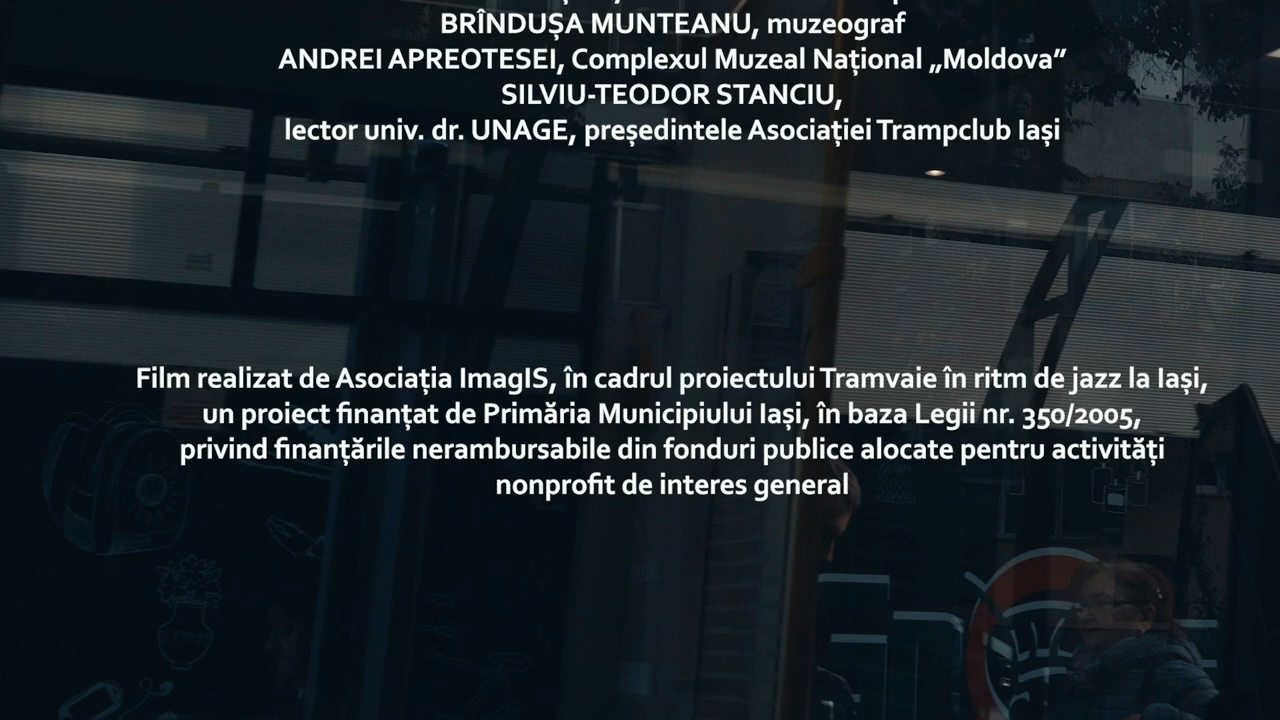 BRÎNDUȘA MUNTEANU, muzeograf
ANDREI APREOTESEI, Complexul Muzeal Național „Moldova”
SILVIU-TEODOR STANCIU,
lector univ. dr. UNAGE, președintele Asociației Trampclub Iași
Film realizat de Asociația ImagIS, în cadrul proiectului Tramvaie în ritm de jazz la Iași,
un proiect finanțat de Primăria Municipiului Iași, în baza Legii nr. 350/2005,
privind finanțările nerambursabile din fonduri publice alocate pentru activități
nonprofit de interes general